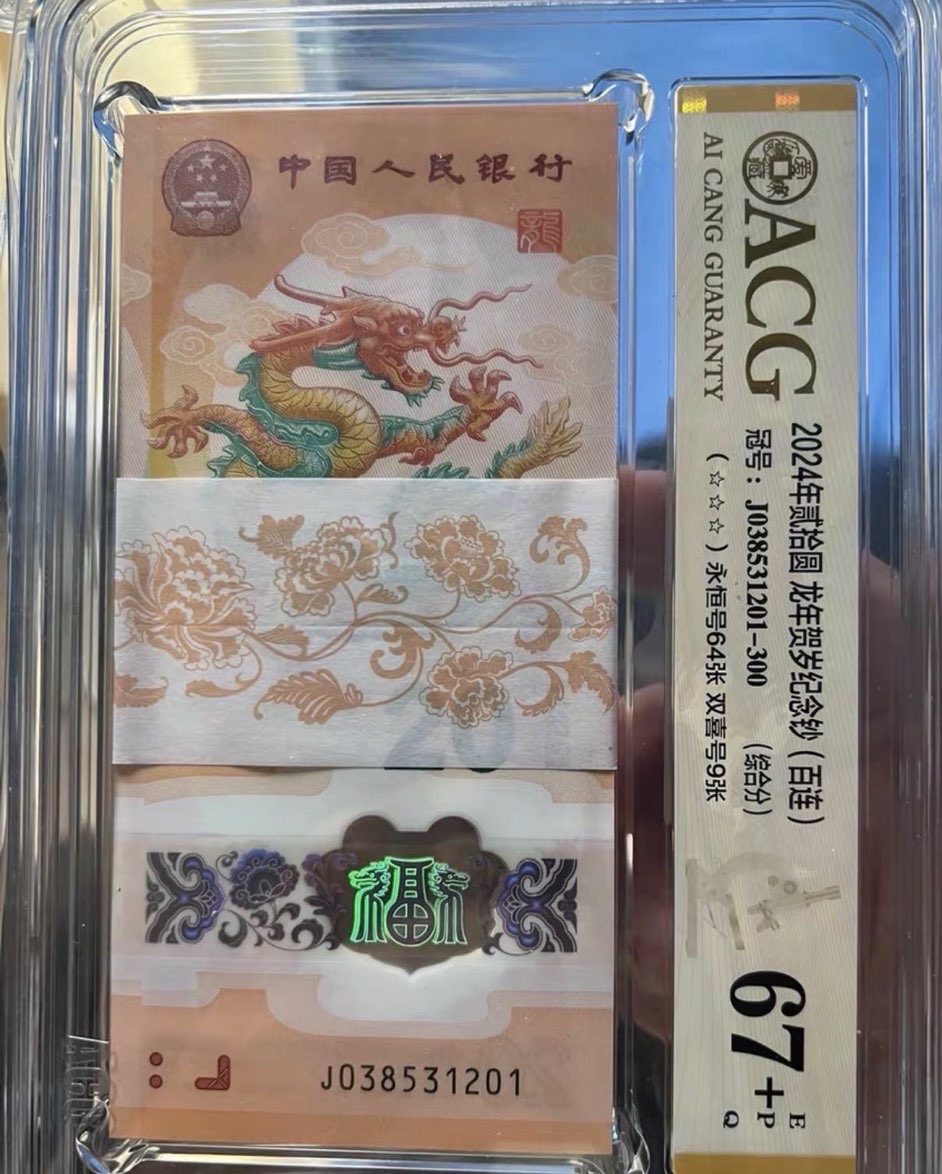 中国人民银行
龍
福
J038531201
ACG
AI CANG GUARANTY
2024年贰拾圆 龙年贺岁纪念钞（百连）
冠号：J038531201-300 （综合分）
（☆☆☆）永恒号64张 双喜号9张
67+
E
P
Q